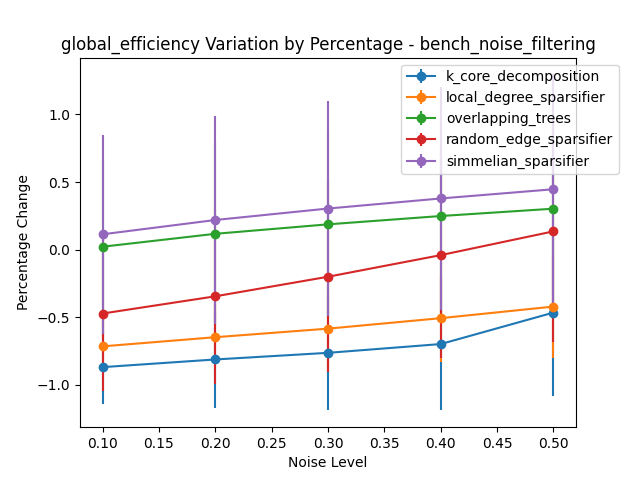 global_efficiency Variation by Percentage - bench_noise_filtering
k_core_decomposition
local_degree_sparsifier
overlapping_trees
random_edge_sparsifier
simmelian_sparsifier
Percentage Change
1.0
0.5
0.0
−0.5
−1.0
0.10 0.15 0.20 0.25 0.30 0.35 0.40 0.45 0.50
Noise Level